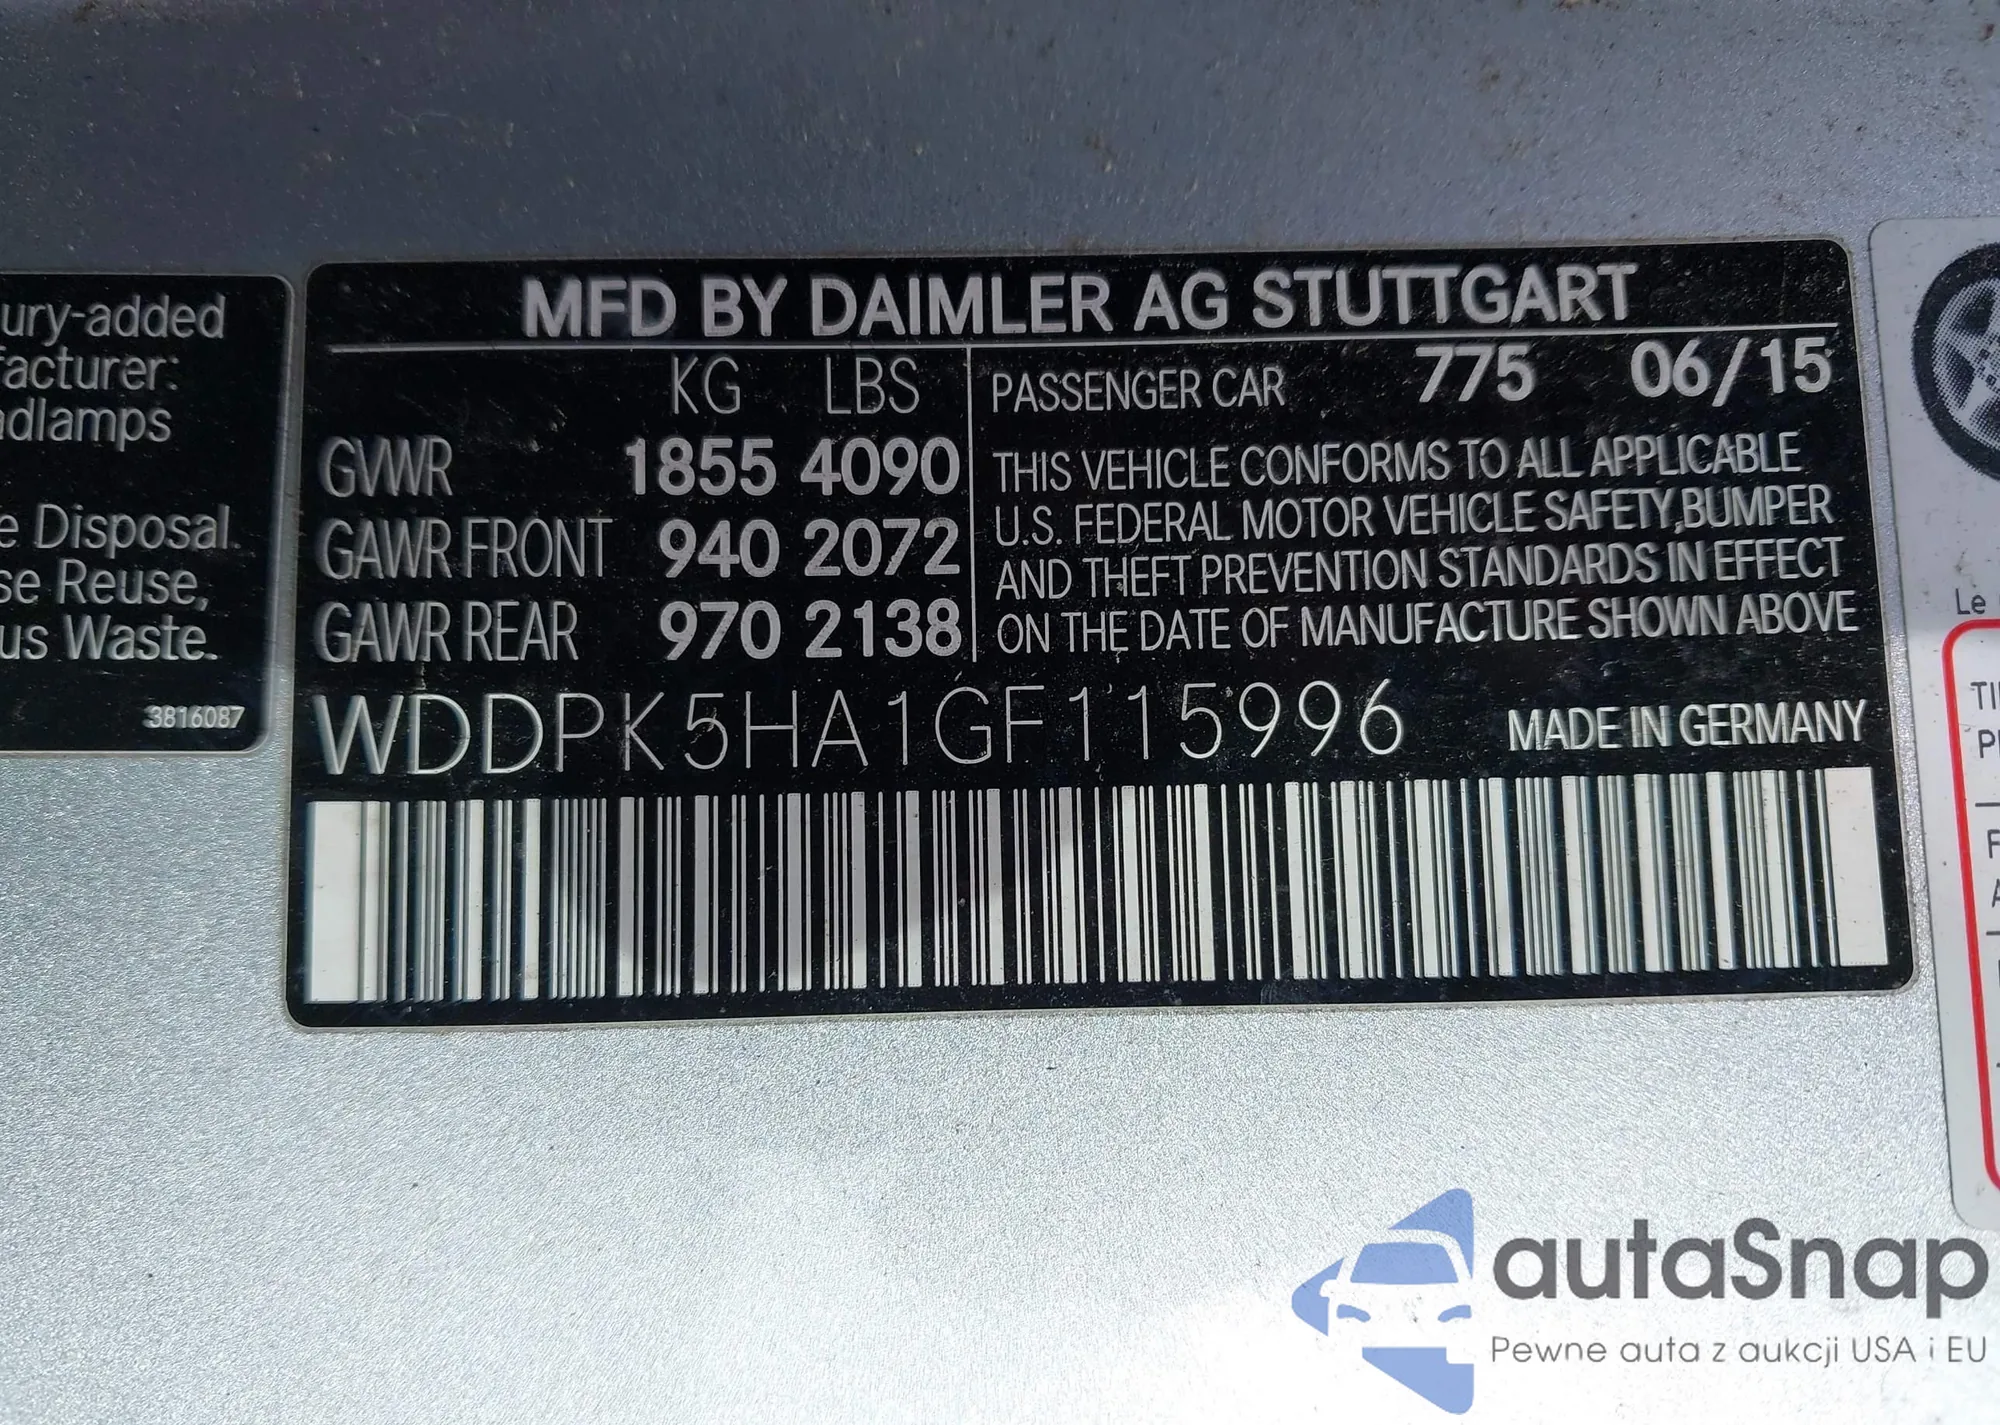 ury-added
facturer:
adlamps
e Disposal.
se Reuse,
us Waste.
3816087
MFD BY DAIMLER AG STUTTGART
KG LBS
GVWR 1855 4090
GAWR FRONT 940 2072
GAWR REAR 970 2138
PASSENGER CAR 775 06/15
THIS VEHICLE CONFORMS TO ALL APPLICABLE
U.S. FEDERAL MOTOR VEHICLE SAFETY,BUMPER
AND THEFT PREVENTION STANDARDS IN EFFECT
ON THE DATE OF MANUFACTURE SHOWN ABOVE
WDDPK5HA1GF115996 MADE IN GERMANY
Le
TI
P
F
A
autaSnap
Pewne auta z aukcji USA i EU